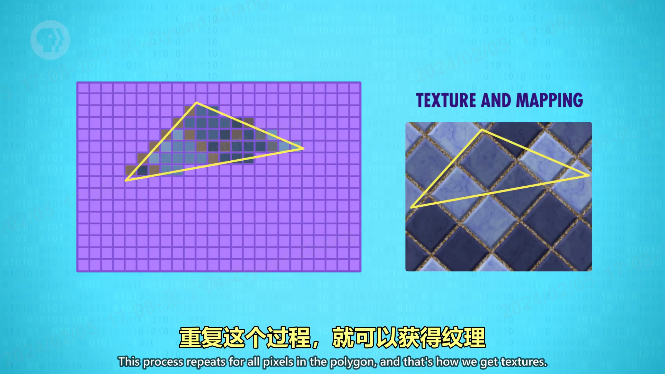 TEXTURE AND MAPPING
重复这个过程，就可以获得纹理
This process repeats for all pixels in the polygon, and that's how we get textures.